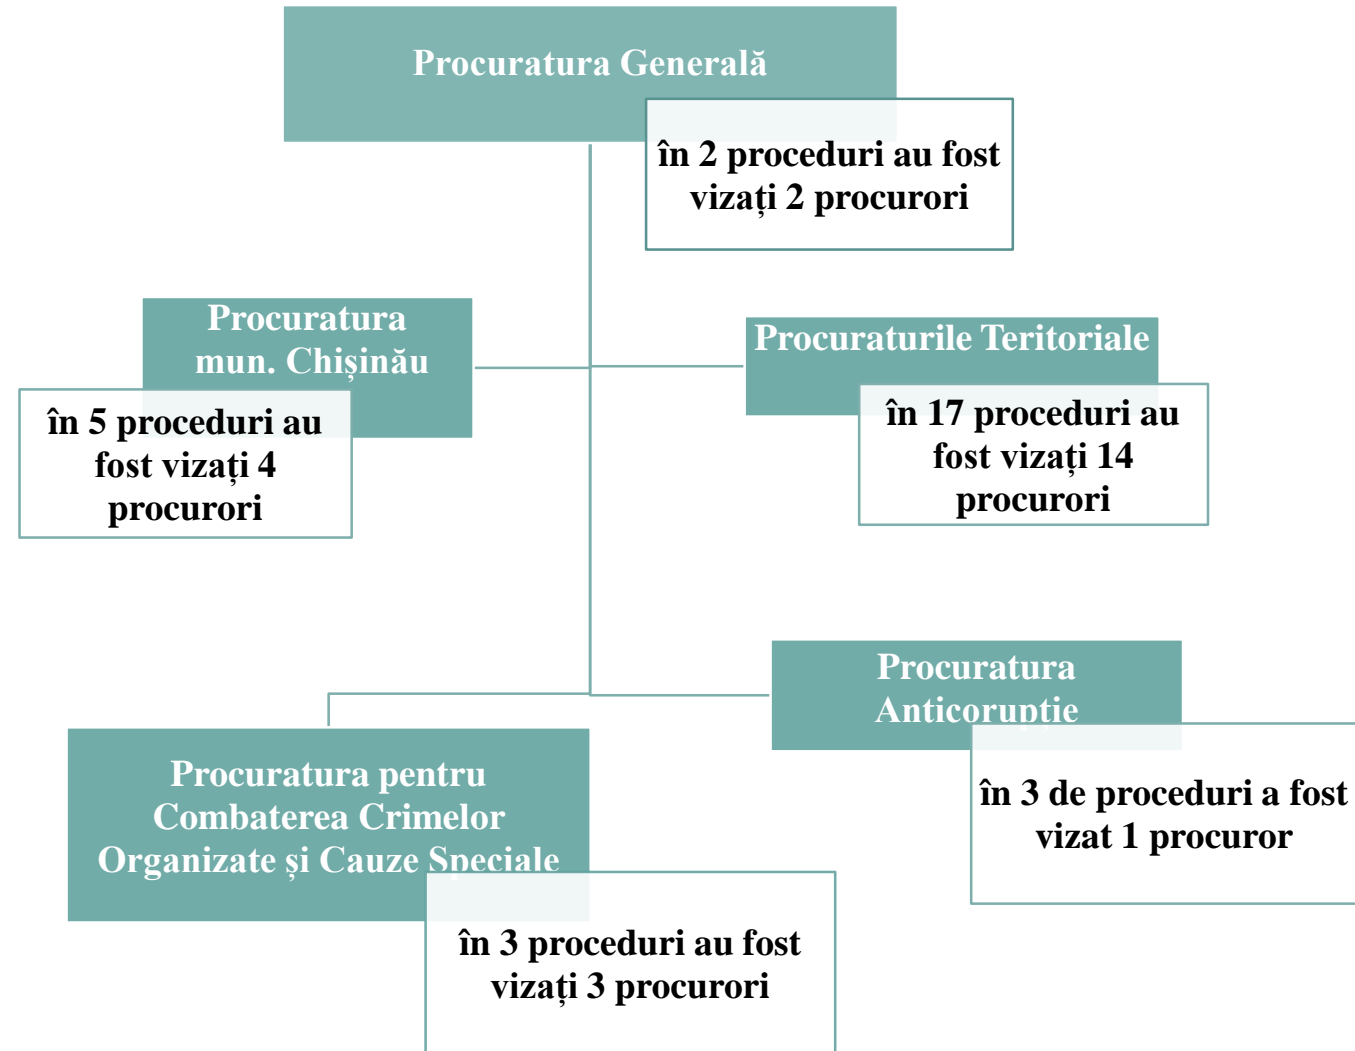 Procuratura Generală
în 2 proceduri au fost
vizați 2 procurori
Procuratura
mun. Chișinău
în 5 proceduri au
fost vizați 4
procurori
Procuraturile Teritoriale
în 17 proceduri au
fost vizați 14
procurori
Procuratura
Anticorupție
în 3 de proceduri a fost
vizat 1 procuror
Procuratura pentru
Combaterea Crimelor
Organizate și Cauze Speciale
în 3 proceduri au fost
vizați 3 procurori